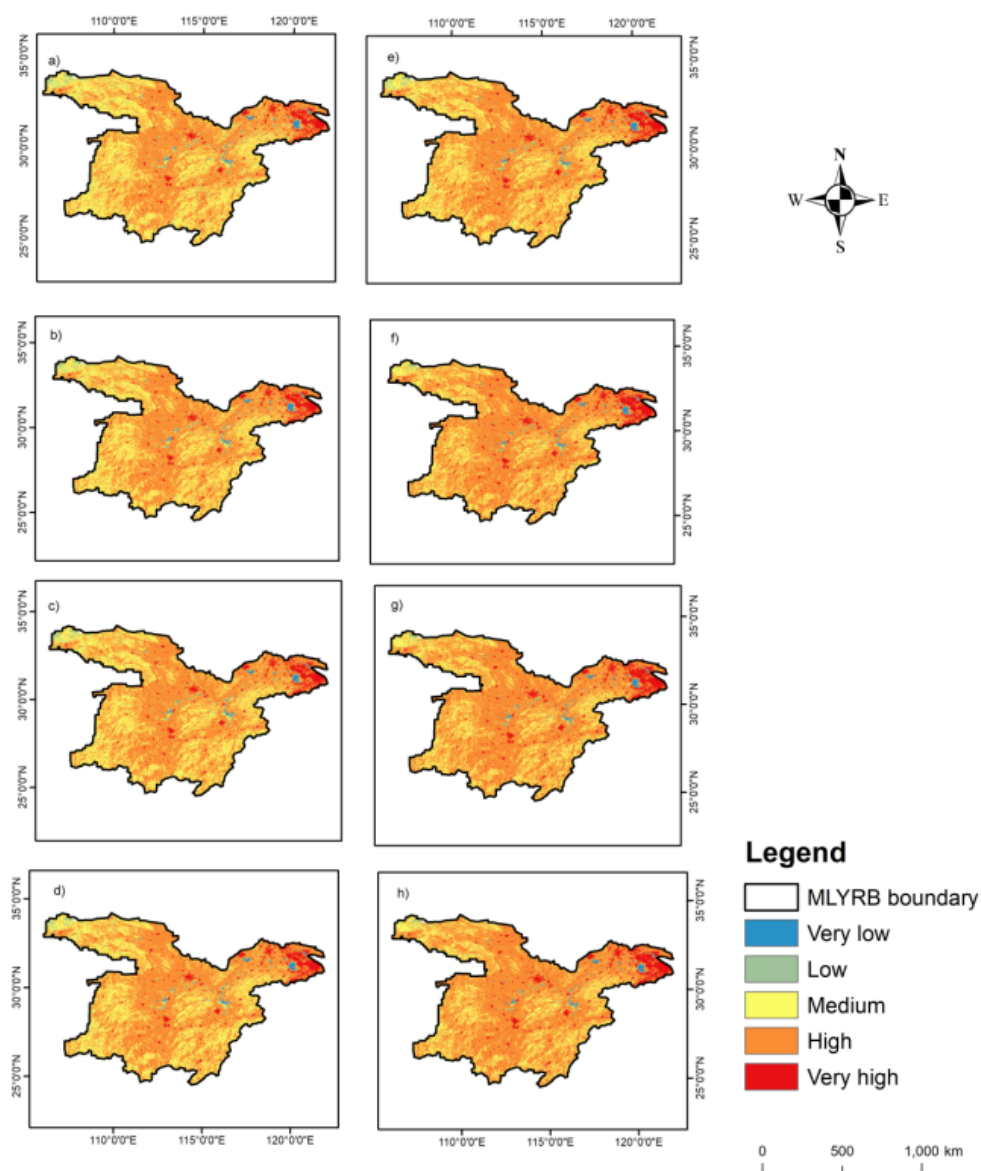 110°0'0"E 115°0'0"E 120°0'0"E
110°0'0"E 115°0'0"E 120°0'0"E
a)
35°0'0"N
30°0'0"N
25°0'0"N
e)
35°0'0"N
30°0'0"N
25°0'0"N
N
W E
S
b)
35°0'0"N
30°0'0"N
25°0'0"N
f)
35°0'0"N
30°0'0"N
25°0'0"N
c)
35°0'0"N
30°0'0"N
25°0'0"N
g)
35°0'0"N
30°0'0"N
25°0'0"N
d)
35°0'0"N
30°0'0"N
25°0'0"N
h)
35°0'0"N
30°0'0"N
25°0'0"N
110°0'0"E 115°0'0"E 120°0'0"E
110°0'0"E 115°0'0"E 120°0'0"E
Legend
MLYRB boundary
Very low
Low
Medium
High
Very high
0 500 1,000 km